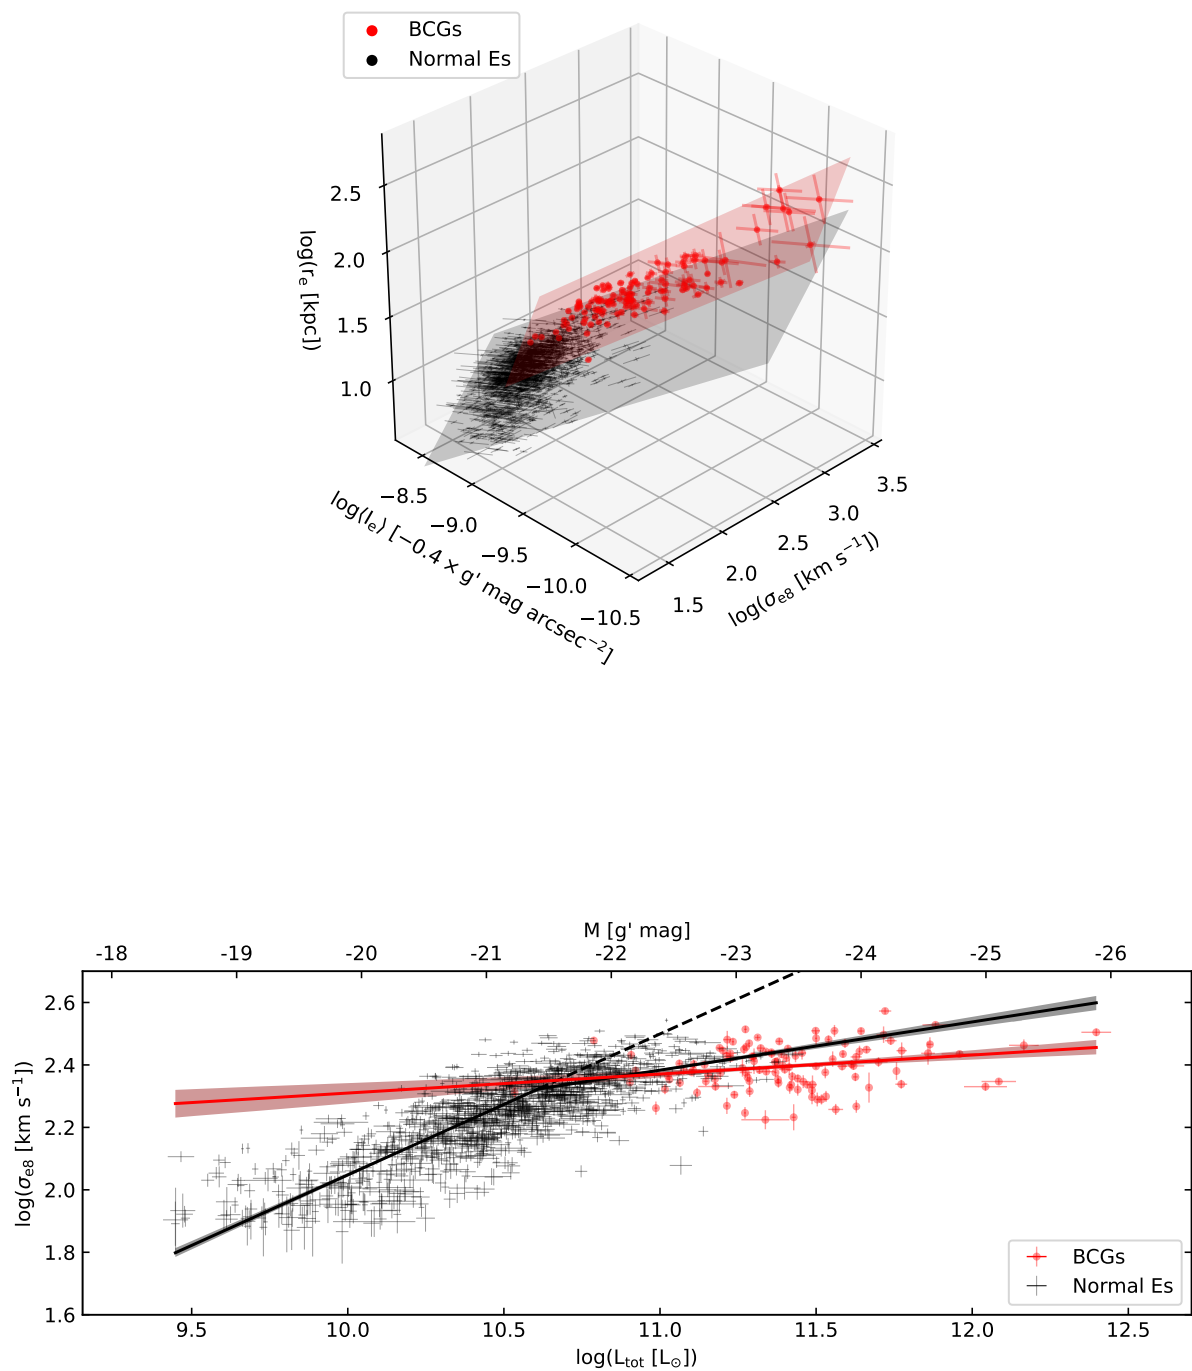 BCGs
Normal Es
2.5
2.0
1.5
1.0
log(r_e [kpc])
−8.5
−9.0
−9.5
−10.0
−10.5
log⟨I_e⟩ [−0.4 × g' mag arcsec⁻²]
3.5
3.0
2.5
2.0
1.5
log(σ_e8 [km s⁻¹])
M [g' mag]
-18 -19 -20 -21 -22 -23 -24 -25 -26
2.6
2.4
2.2
2.0
1.8
1.6
log(σ_e8 [km s⁻¹])
BCGs
Normal Es
9.5 10.0 10.5 11.0 11.5 12.0 12.5
log(L_tot [L_⊙])